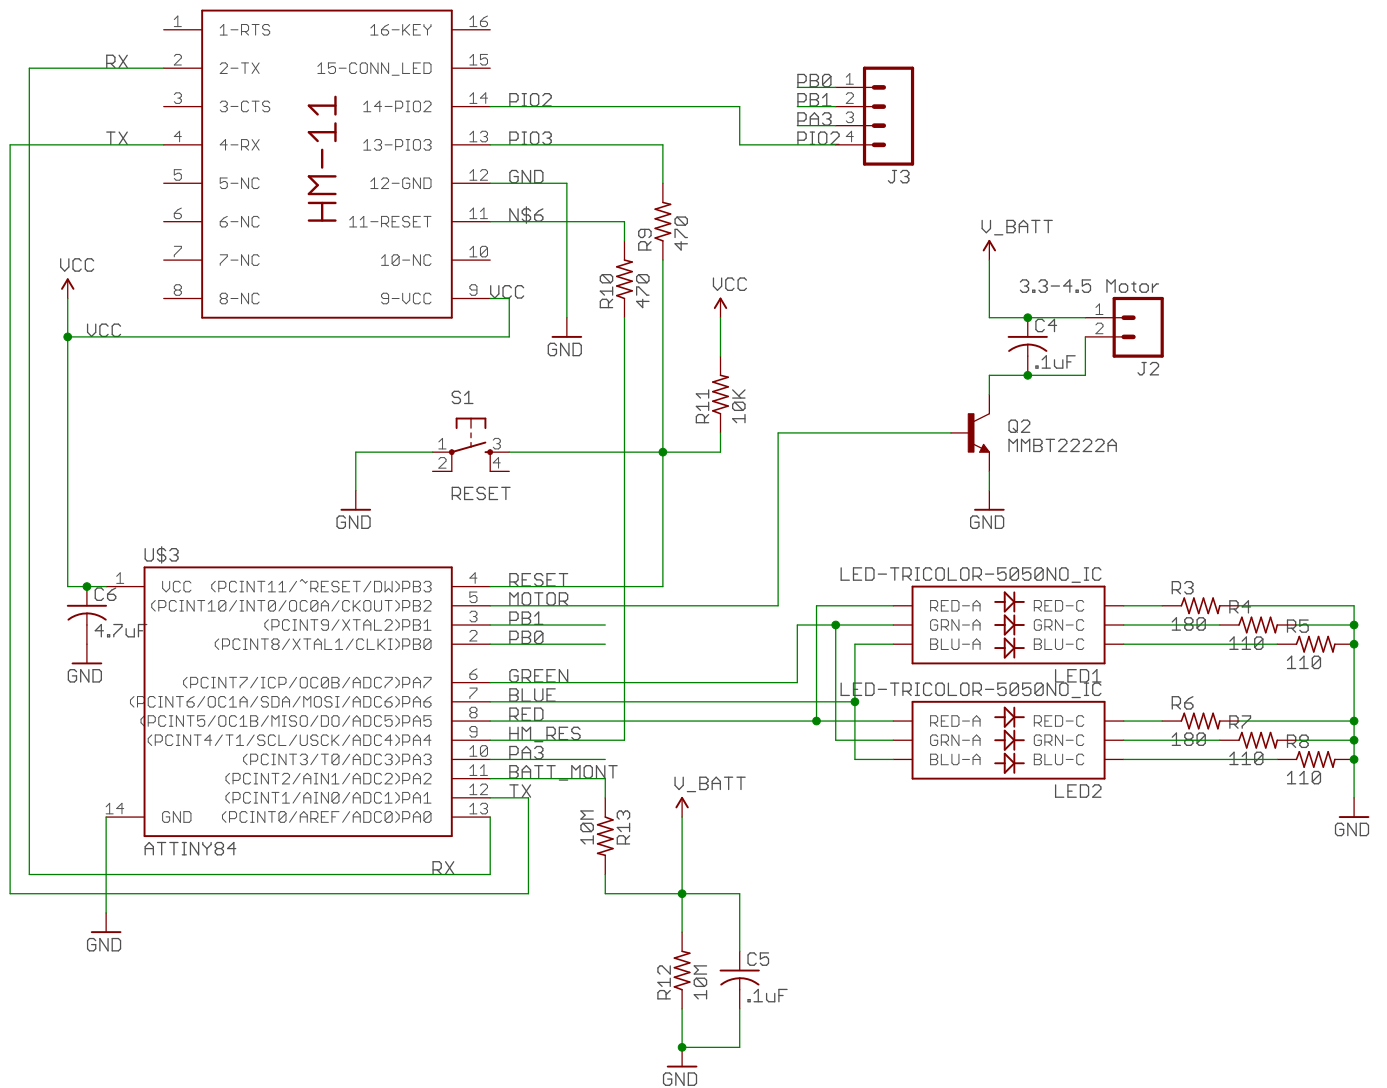 1 1-RTS 16-KEY 16
RX 2 2-TX 15-CONN_LED 15
3 3-CTS 14-PIO2 14 PIO2
TX 4 4-RX 13-PIO3 13 PIO3
5 5-NC 12-GND 12 GND
6 6-NC 11-RESET 11 N$6
7 7-NC 10-NC 10
8 8-NC 9-VCC 9 VCC
HM-11
PB0 1
PB1 2
PA3 3
PIO2 4
J3
R9
470
R10
470
GND
VCC
VCC
VCC
R11
10K
V_BATT
3.3-4.5 Motor
1
2
J2
C4
.1uF
Q2
MMBT2222A
GND
S1
1 3
2 4
RESET
GND
U$3
1 VCC (PCINT11/~RESET/DW)PB3 4 RESET
(PCINT10/INT0/OC0A/CKOUT)PB2 5 MOTOR
(PCINT9/XTAL2)PB1 3 PB1
(PCINT8/XTAL1/CLKI)PB0 2 PB0
(PCINT7/ICP/OC0B/ADC7)PA7 6 GREEN
(PCINT6/OC1A/SDA/MOSI/ADC6)PA6 7 BLUE
(PCINT5/OC1B/MISO/DO/ADC5)PA5 8 RED
(PCINT4/T1/SCL/USCK/ADC4)PA4 9 HM_RES
(PCINT3/T0/ADC3)PA3 10 PA3
(PCINT2/AIN1/ADC2)PA2 11 BATT_MONT
(PCINT1/AIN0/ADC1)PA1 12 TX
14 GND (PCINT0/AREF/ADC0)PA0 13
ATTINY84
C6
4.7uF
GND
RX
GND
LED-TRICOLOR-5050NO_IC
RED-A RED-C
GRN-A GRN-C
BLU-A BLU-C
LED1
R3
180
R4
110
R5
110
LED-TRICOLOR-5050NO_IC
RED-A RED-C
GRN-A GRN-C
BLU-A BLU-C
LED2
R6
180
R7
110
R8
110
GND
V_BATT
10M
R13
R12
10M
C5
.1uF
GND